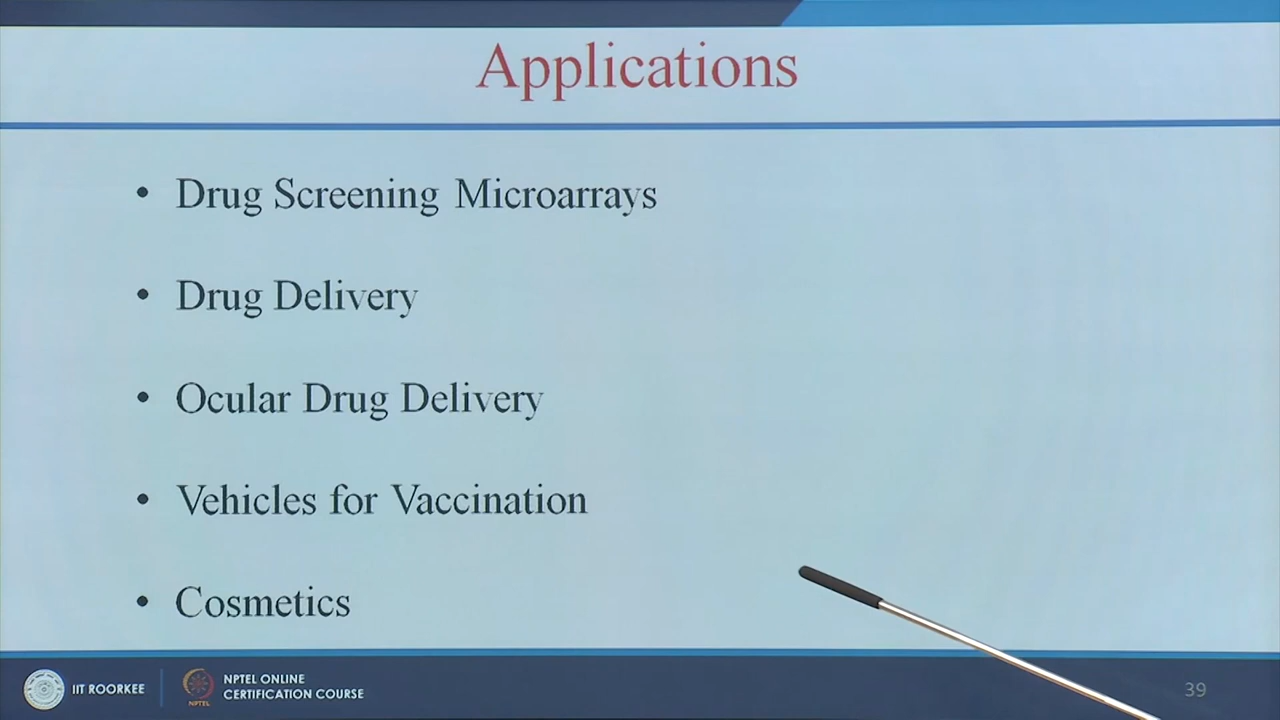 Applications
• Drug Screening Microarrays
• Drug Delivery
• Ocular Drug Delivery
• Vehicles for Vaccination
• Cosmetics
IIT ROORKEE
NPTEL
NPTEL ONLINE
CERTIFICATION COURSE
39